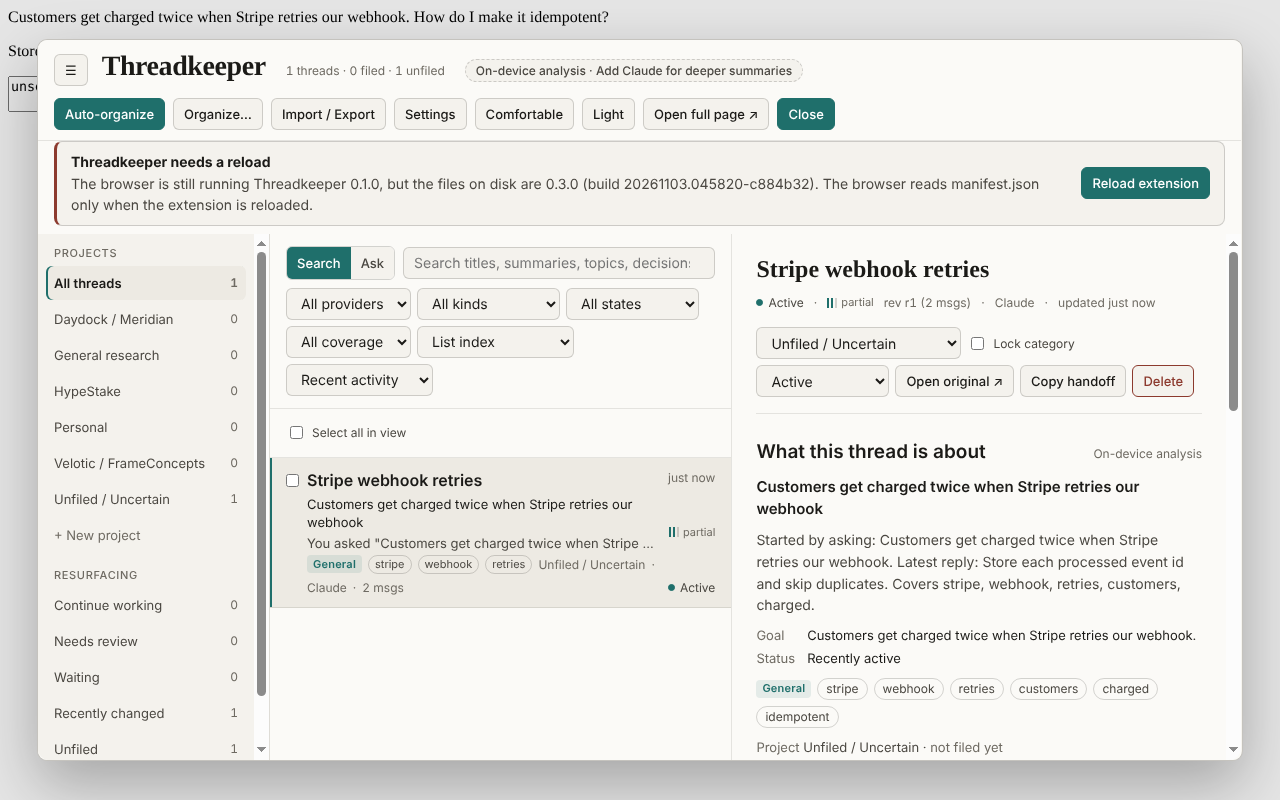 Customers get charged twice when Stripe retries our webhook. How do I make it idempotent?
Store
☰ Threadkeeper 1 threads · 0 filed · 1 unfiled On-device analysis · Add Claude for deeper summaries
Auto-organize Organize... Import / Export Settings Comfortable Light Open full page ↗ Close
Threadkeeper needs a reload
The browser is still running Threadkeeper 0.1.0, but the files on disk are 0.3.0 (build 20261103.045820-c884b32). The browser reads manifest.json
only when the extension is reloaded.
Reload extension
PROJECTS
All threads 1
Daydock / Meridian 0
General research 0
HypeStake 0
Personal 0
Velotic / FrameConcepts 0
Unfiled / Uncertain 1
+ New project
RESURFACING
Continue working 0
Needs review 0
Waiting 0
Recently changed 1
Unfiled 1
Search Ask Search titles, summaries, topics, decisions
All providers All kinds All states
All coverage List index
Recent activity
Select all in view
Stripe webhook retries just now
Customers get charged twice when Stripe retries our
webhook
partial
You asked "Customers get charged twice when Stripe ...
General stripe webhook retries Unfiled / Uncertain ·
Claude · 2 msgs Active
Stripe webhook retries
Active · partial rev r1 (2 msgs) · Claude · updated just now
Unfiled / Uncertain Lock category
Active Open original ↗ Copy handoff Delete
What this thread is about On-device analysis
Customers get charged twice when Stripe retries our
webhook
Started by asking: Customers get charged twice when Stripe
retries our webhook. Latest reply: Store each processed event id
and skip duplicates. Covers stripe, webhook, retries, customers,
charged.
Goal Customers get charged twice when Stripe retries our webhook.
Status Recently active
General stripe webhook retries customers charged
idempotent
Project Unfiled / Uncertain · not filed yet